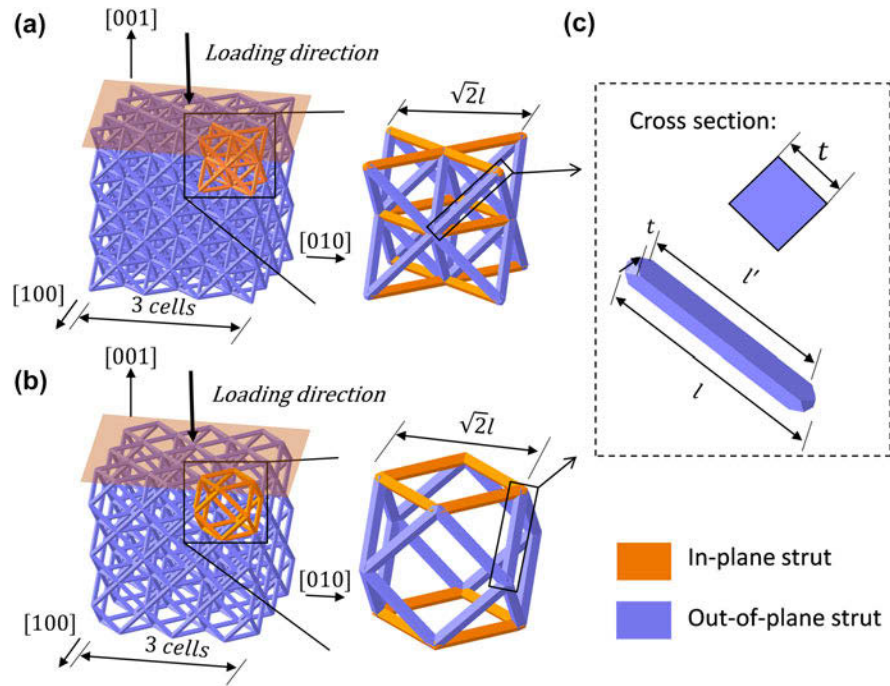 (a)
[001]
Loading direction
√2l
[010]
[100]
3 cells
(b)
[001]
Loading direction
√2l
[010]
[100]
3 cells
(c)
Cross section:
t
t
l'
l
In-plane strut
Out-of-plane strut